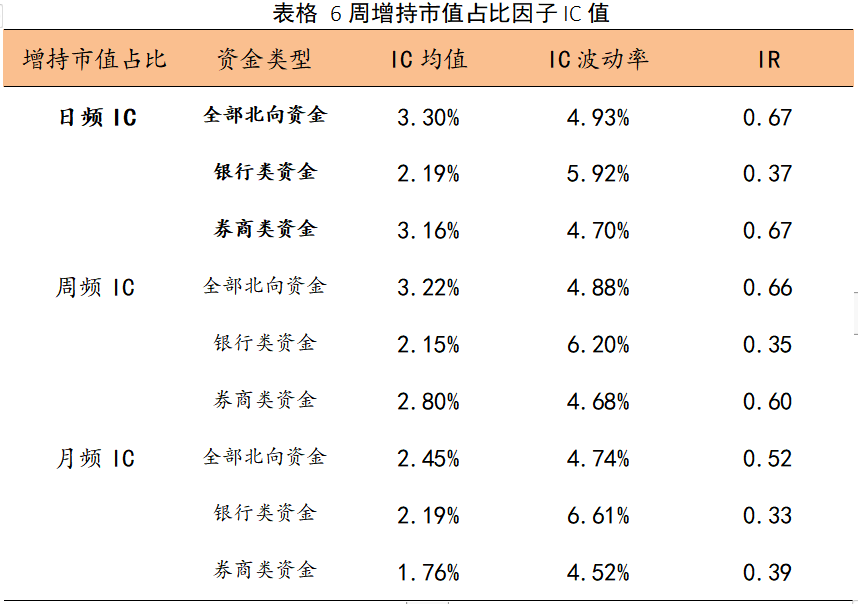 表格 6 周增持市值占比因子 IC 值
增持市值占比 资金类型 IC 均值 IC 波动率 IR
日频 IC 全部北向资金 3.30% 4.93% 0.67
银行类资金 2.19% 5.92% 0.37
券商类资金 3.16% 4.70% 0.67
周频 IC 全部北向资金 3.22% 4.88% 0.66
银行类资金 2.15% 6.20% 0.35
券商类资金 2.80% 4.68% 0.60
月频 IC 全部北向资金 2.45% 4.74% 0.52
银行类资金 2.19% 6.61% 0.33
券商类资金 1.76% 4.52% 0.39